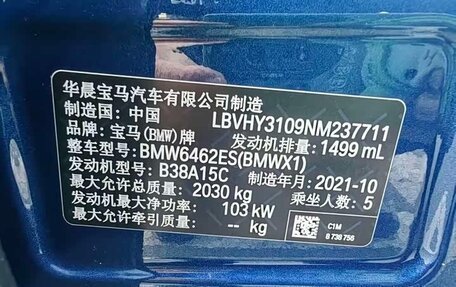 华晨宝马汽车有限公司制造
制造国：中国 LBVHY3109NM237711
品牌：宝马(BMW)牌 发动机排量：1499 mL
整车型号：BMW6462ES(BMWX1)
发动机型号：B38A15C 制造年月：2021-10
最大允许总质量：2030 kg 乘坐人数：5
发动机最大净功率：103 kW
最大允许牵引质量：-- kg
C1M
8 738 756